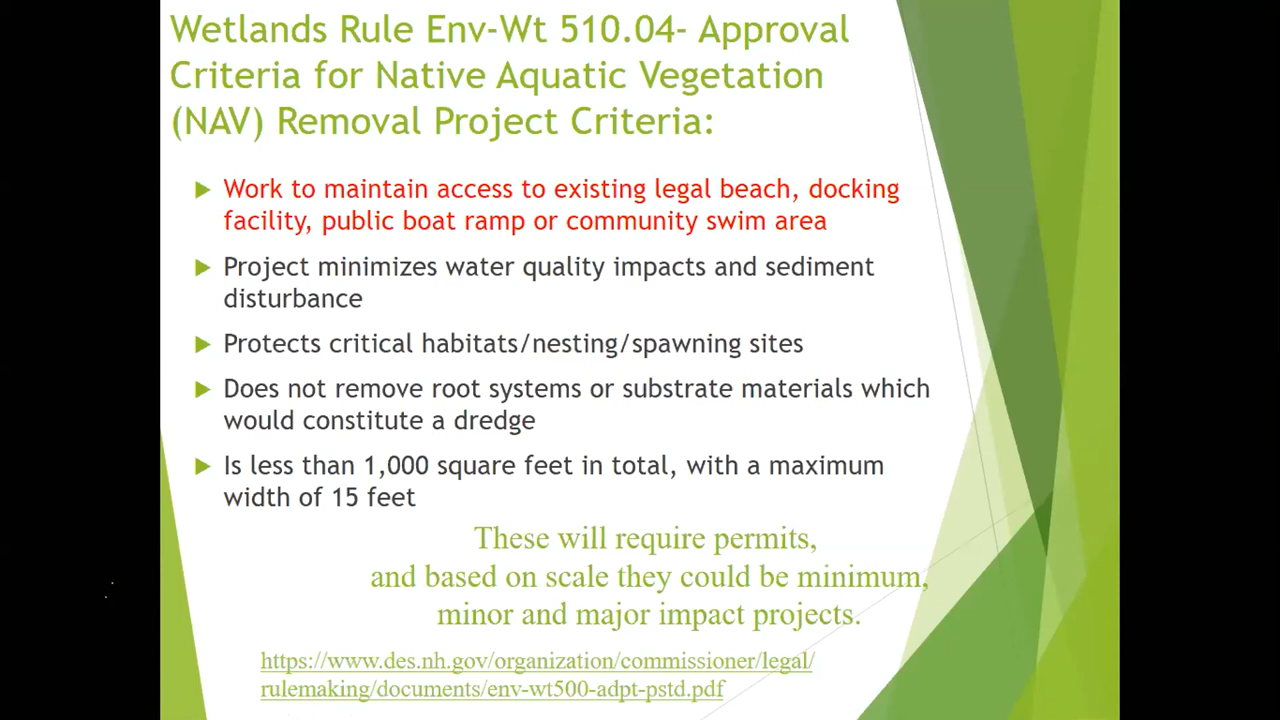 Wetlands Rule Env-Wt 510.04- Approval
Criteria for Native Aquatic Vegetation
(NAV) Removal Project Criteria:
Work to maintain access to existing legal beach, docking
facility, public boat ramp or community swim area
Project minimizes water quality impacts and sediment
disturbance
Protects critical habitats/nesting/spawning sites
Does not remove root systems or substrate materials which
would constitute a dredge
Is less than 1,000 square feet in total, with a maximum
width of 15 feet
These will require permits,
and based on scale they could be minimum,
minor and major impact projects.
https://www.des.nh.gov/organization/commissioner/legal/
rulemaking/documents/env-wt500-adpt-pstd.pdf